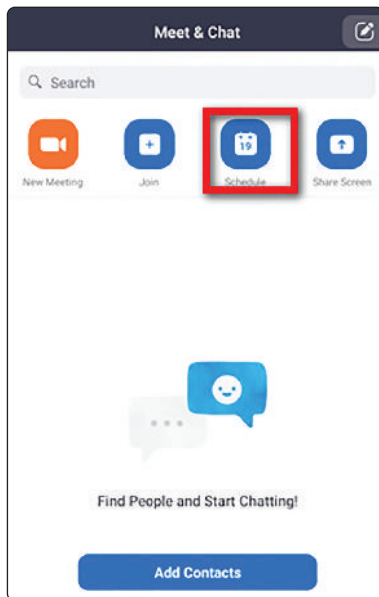 Meet & Chat
Search
19
New Meeting Join Schedule Share Screen
Find People and Start Chatting!
Add Contacts